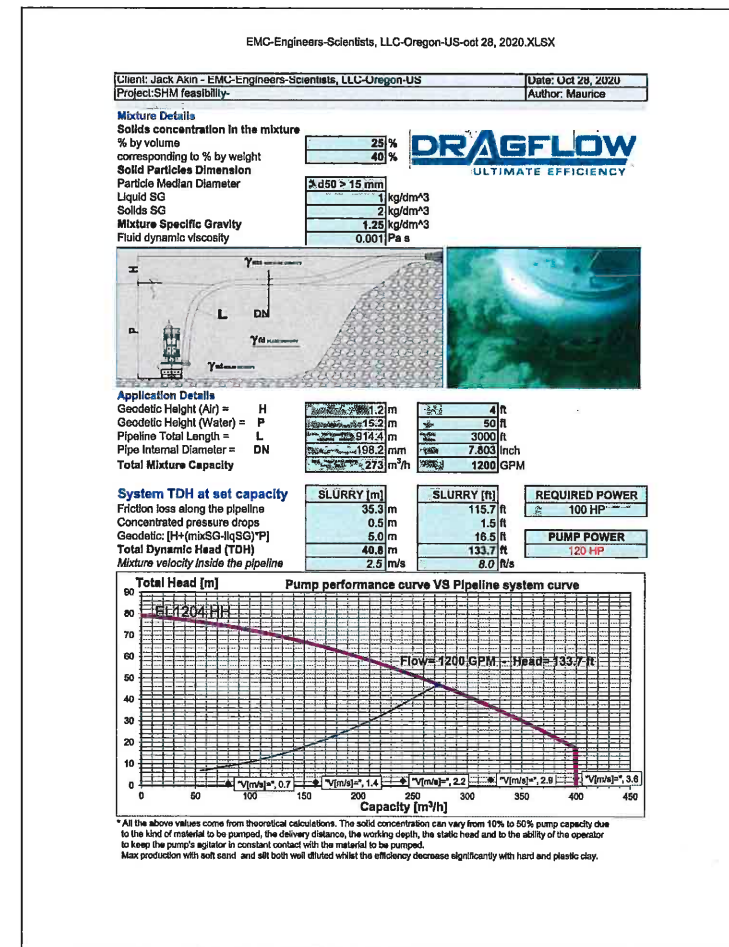 EMC-Engineers-Scientists, LLC-Oregon-US-oct 28, 2020.XLSX
Client: Jack Akin - EMC-Engineers-Scientists, LLC-Oregon-US Date: Oct 28, 2020
Project:SHM feasibility- Author: Maurice
Mixture Details
Solids concentration in the mixture
% by volume 25 %
corresponding to % by weight 40 %
DRAGFLOW
ULTIMATE EFFICIENCY
Solid Particles Dimension
Particle Median Diameter d50 > 15 mm
Liquid SG 1 kg/dm^3
Solids SG 2 kg/dm^3
Mixture Specific Gravity 1.25 kg/dm^3
Fluid dynamic viscosity 0.001 Pa s
H
P
L
DN
Application Details
Geodetic Height (Air) = H 1.2 m 4 ft
Geodetic Height (Water) = P 15.2 m 50 ft
Pipeline Total Length = L 914.4 m 3000 ft
Pipe Internal Diameter = DN 198.2 mm 7.803 Inch
Total Mixture Capacity 273 m³/h 1200 GPM
System TDH at set capacity SLURRY [m] SLURRY [ft] REQUIRED POWER
Friction loss along the pipeline 35.3 m 115.7 ft 100 HP
Concentrated pressure drops 0.5 m 1.5 ft
Geodetic: [H+(mixSG-liqSG)*P] 5.0 m 16.5 ft PUMP POWER
Total Dynamic Head (TDH) 40.8 m 133.7 ft 120 HP
Mixture velocity inside the pipeline 2.5 m/s 8.0 ft/s
Total Head [m] Pump performance curve VS Pipeline system curve
90
EL1204 HH
80
70
60
Flow= 1200 GPM - Head= 133.7 ft
50
40
30
20
10
0
"V[m/s]=", 0.7 "V[m/s]=", 1.4 "V[m/s]=", 2.2 "V[m/s]=", 2.9 "V[m/s]=", 3.6
0 50 100 150 200 250 300 350 400 450
Capacity [m³/h]
* All the above values come from theoretical calculations. The solid concentration can vary from 10% to 50% pump capacity due
to the kind of material to be pumped, the delivery distance, the working depth, the static head and to the ability of the operator
to keep the pump's agitator in constant contact with the material to be pumped.
Max production with soft sand and silt both well diluted whilst the efficiency decrease significantly with hard and plastic clay.